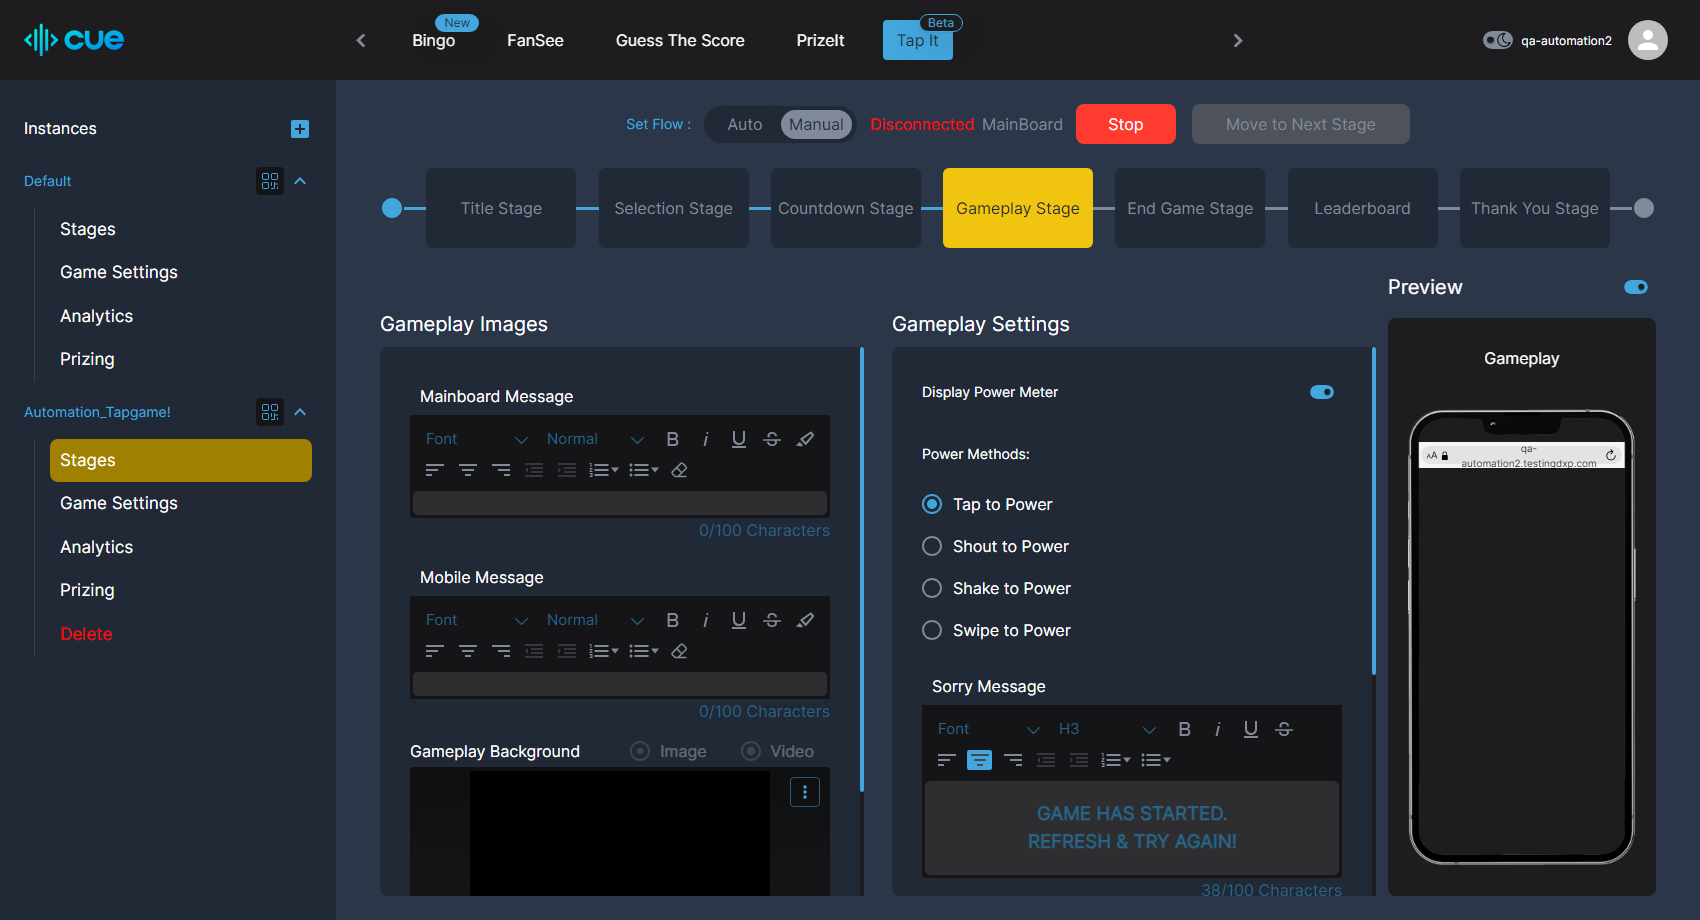 cue
New
Bingo
FanSee
Guess The Score
PrizeIt
Beta
Tap It
qa-automation2
Instances
Default
Stages
Game Settings
Analytics
Prizing
Automation_Tapgame!
Stages
Game Settings
Analytics
Prizing
Delete
Set Flow :
Auto
Manual
Disconnected MainBoard
Stop
Move to Next Stage
Title Stage
Selection Stage
Countdown Stage
Gameplay Stage
End Game Stage
Leaderboard
Thank You Stage
Gameplay Images
Mainboard Message
Font
Normal
B
i
U
S
0/100 Characters
Mobile Message
Font
Normal
B
i
U
S
0/100 Characters
Gameplay Background
Image
Video
Gameplay Settings
Display Power Meter
Power Methods:
Tap to Power
Shout to Power
Shake to Power
Swipe to Power
Sorry Message
Font
H3
B
i
U
S
GAME HAS STARTED.
REFRESH & TRY AGAIN!
38/100 Characters
Preview
Gameplay
AA
qa-
automation2.testingdxp.com